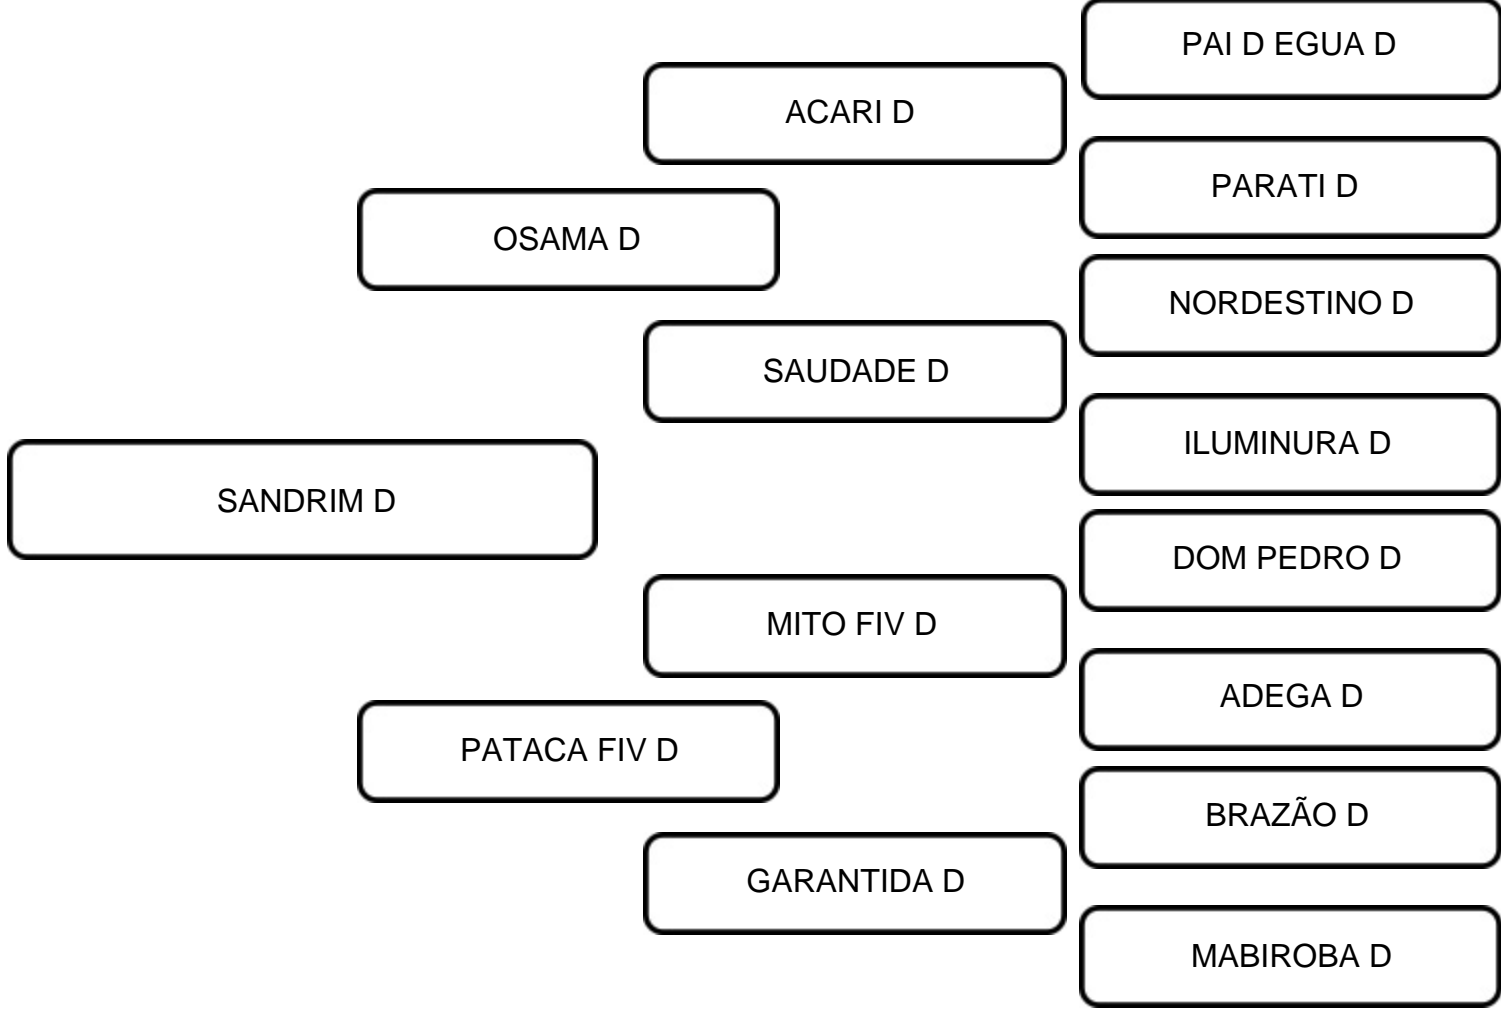 PAI D EGUA D
ACARI D
PARATI D
OSAMA D
NORDESTINO D
SAUDADE D
ILUMINURA D
SANDRIM D
DOM PEDRO D
MITO FIV D
ADEGA D
PATACA FIV D
BRAZÃO D
GARANTIDA D
MABIROBA D